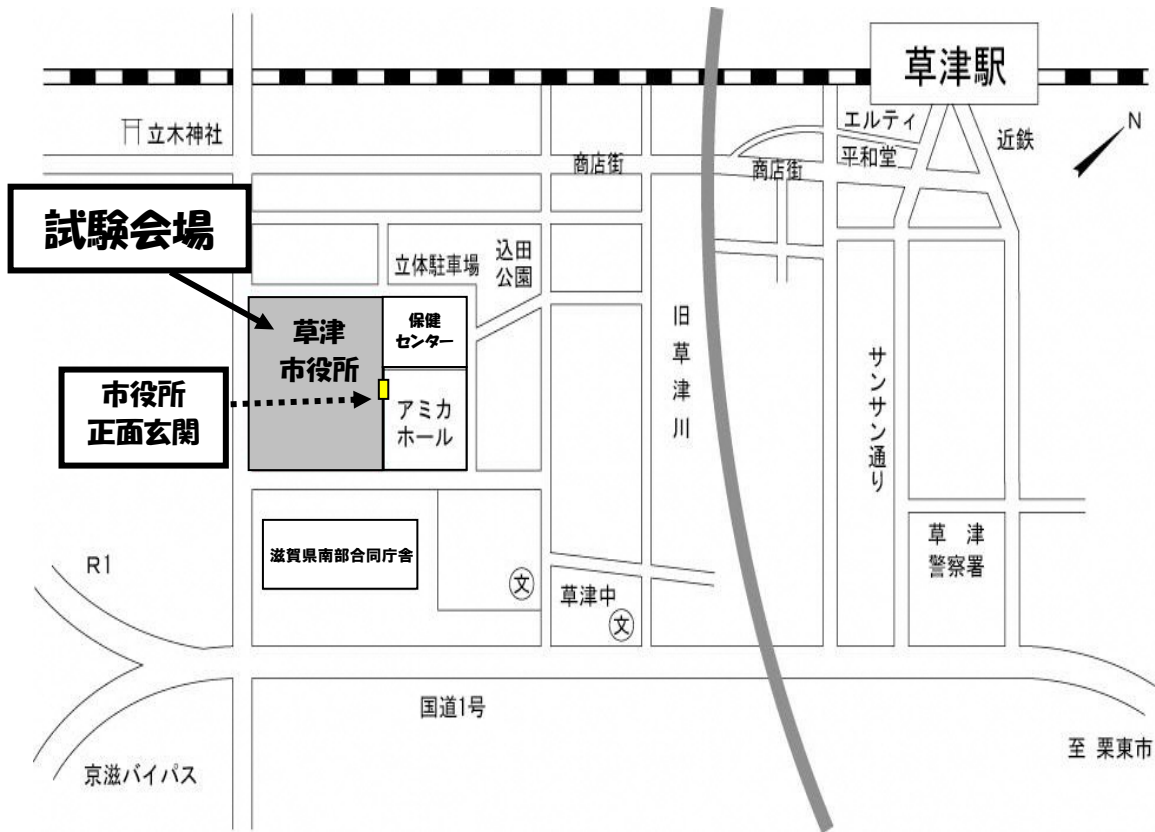 草津駅
エルティ
近鉄
N
立木神社
商店街
商店街
平和堂
試験会場
立体駐車場
込田
公園
草津
市役所
保健
センター
旧草津川
サンサン通り
市役所
正面玄関
アミカ
ホール
滋賀県南部合同庁舎
草津
警察署
R1
文
草津中
文
国道1号
至 栗東市
京滋バイパス